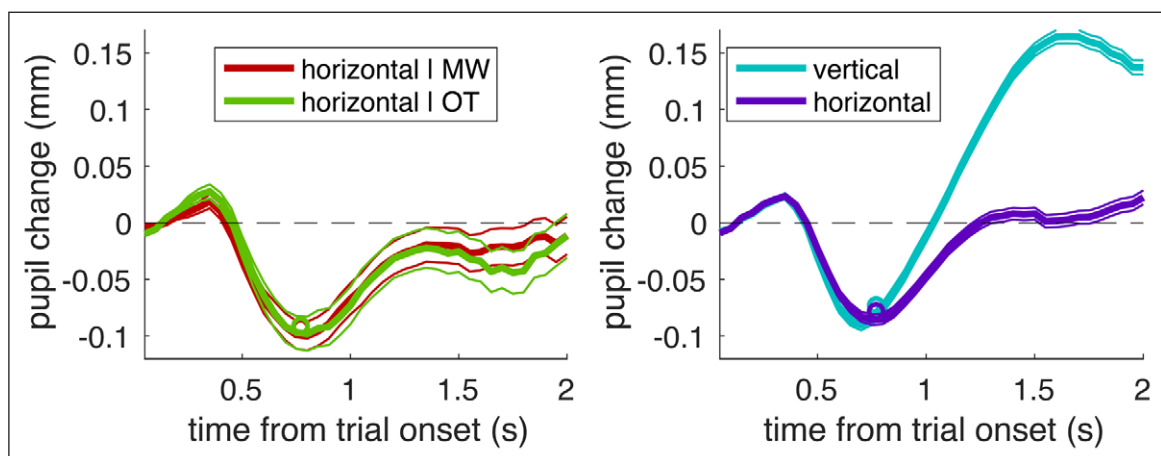 pupil change (mm)
0.15
0.1
0.05
0
-0.05
-0.1
horizontal | MW
horizontal | OT
0.5
1
1.5
2
time from trial onset (s)
pupil change (mm)
0.15
0.1
0.05
0
-0.05
-0.1
vertical
horizontal
0.5
1
1.5
2
time from trial onset (s)